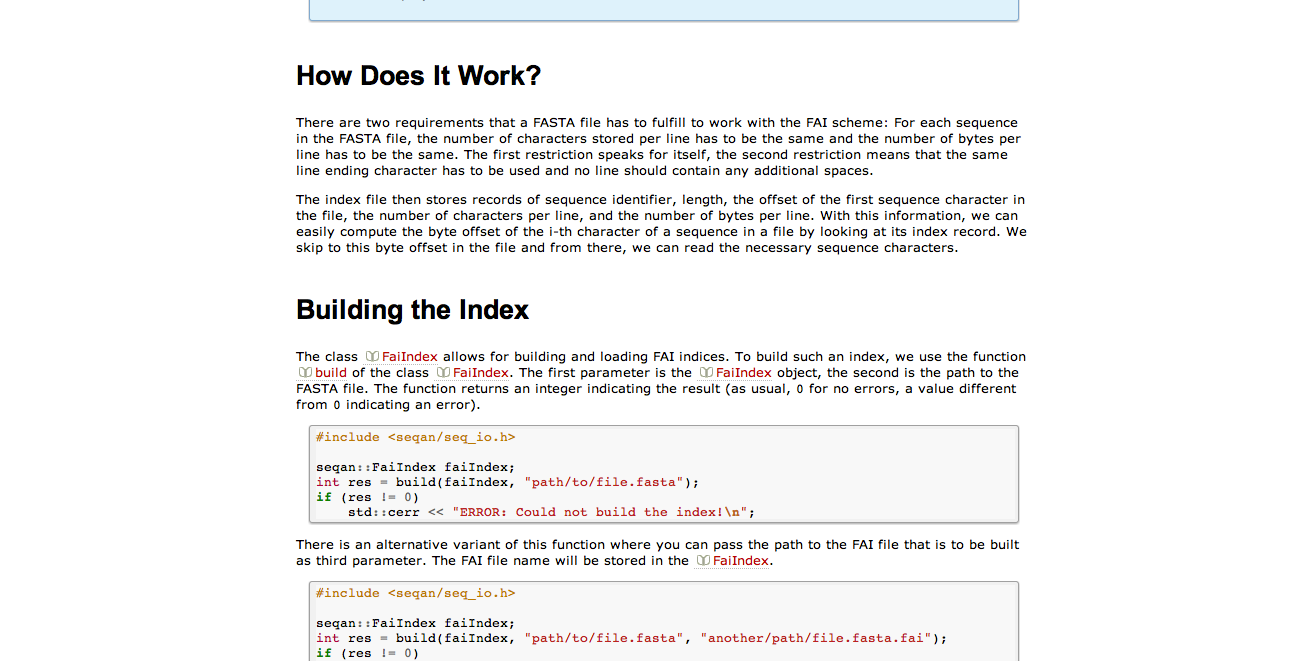 How Does It Work?
There are two requirements that a FASTA file has to fulfill to work with the FAI scheme: For each sequence
in the FASTA file, the number of characters stored per line has to be the same and the number of bytes per
line has to be the same. The first restriction speaks for itself, the second restriction means that the same
line ending character has to be used and no line should contain any additional spaces.
The index file then stores records of sequence identifier, length, the offset of the first sequence character in
the file, the number of characters per line, and the number of bytes per line. With this information, we can
easily compute the byte offset of the i-th character of a sequence in a file by looking at its index record. We
skip to this byte offset in the file and from there, we can read the necessary sequence characters.
Building the Index
The class FaiIndex allows for building and loading FAI indices. To build such an index, we use the function
build of the class FaiIndex. The first parameter is the FaiIndex object, the second is the path to the
FASTA file. The function returns an integer indicating the result (as usual, 0 for no errors, a value different
from 0 indicating an error).
#include <seqan/seq_io.h>
seqan::FaiIndex faiIndex;
int res = build(faiIndex, "path/to/file.fasta");
if (res != 0)
    std::cerr << "ERROR: Could not build the index!\n";
There is an alternative variant of this function where you can pass the path to the FAI file that is to be built
as third parameter. The FAI file name will be stored in the FaiIndex.
#include <seqan/seq_io.h>
seqan::FaiIndex faiIndex;
int res = build(faiIndex, "path/to/file.fasta", "another/path/file.fasta.fai");
if (res != 0)